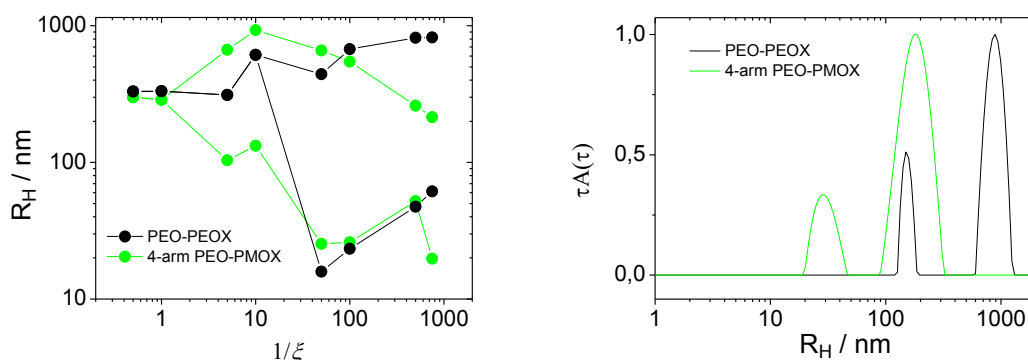 1000
100
10
R_H / nm
PEO-PEOX
4-arm PEO-PMOX
1 10 100 1000
1/ξ
1,0
0,5
0,0
τA(τ)
PEO-PEOX
4-arm PEO-PMOX
1 10 100 1000
R_H / nm